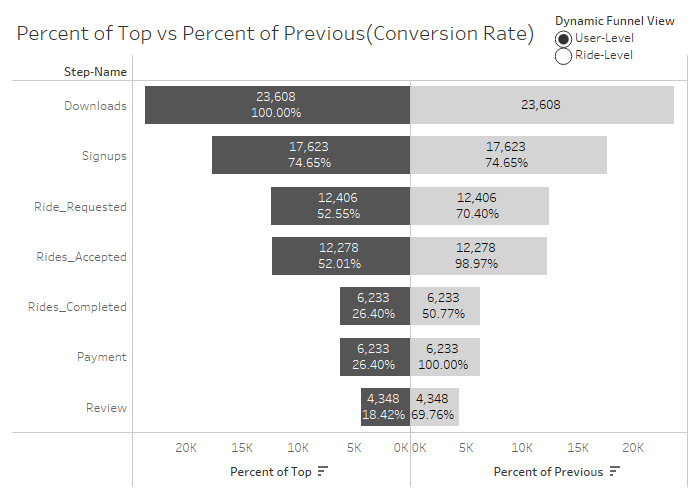 Percent of Top vs Percent of Previous(Conversion Rate)
Dynamic Funnel View
User-Level
Ride-Level
Step-Name
Downloads
23,608
100.00%
23,608
Signups
17,623
74.65%
17,623
74.65%
Ride_Requested
12,406
52.55%
12,406
70.40%
Rides_Accepted
12,278
52.01%
12,278
98.97%
Rides_Completed
6,233
26.40%
6,233
50.77%
Payment
6,233
26.40%
6,233
100.00%
Review
4,348
18.42%
4,348
69.76%
20K 15K 10K 5K 0K 0K 5K 10K 15K 20K
Percent of Top
Percent of Previous